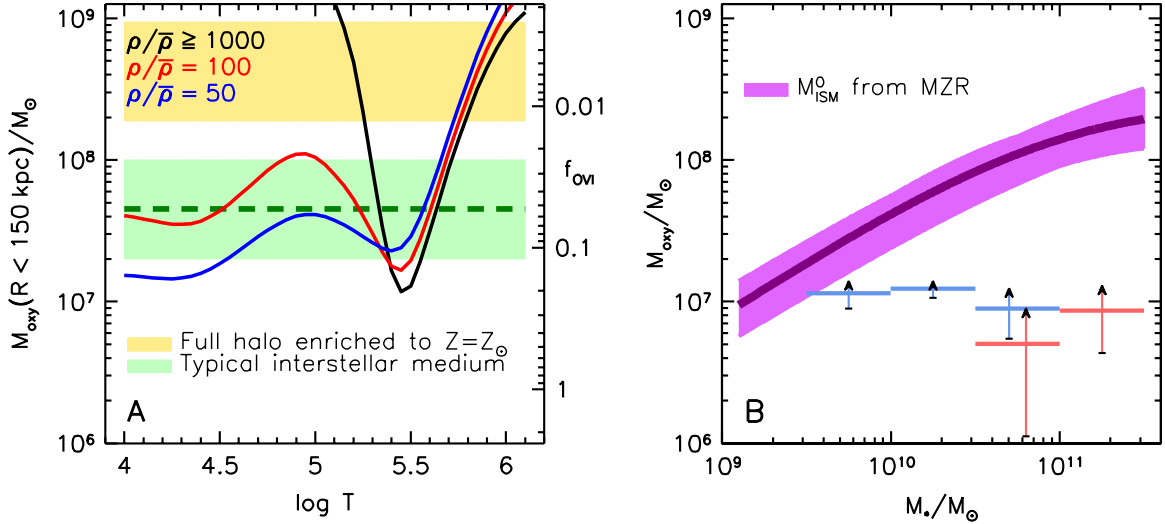 10⁹
10⁸
10⁷
10⁶
M_oxy(R < 150 kpc)/M_⊙
ρ/ρ̄ ≧ 1000
ρ/ρ̄ = 100
ρ/ρ̄ = 50
Full halo enriched to Z=Z_⊙
Typical interstellar medium
A
4 4.5 5 5.5 6
log T
0.01
f_OVI
0.1
1
10⁹
10⁸
10⁷
10⁶
M_oxy/M_⊙
M⁰_ISM from MZR
B
10⁹ 10¹⁰ 10¹¹
M_*/M_⊙